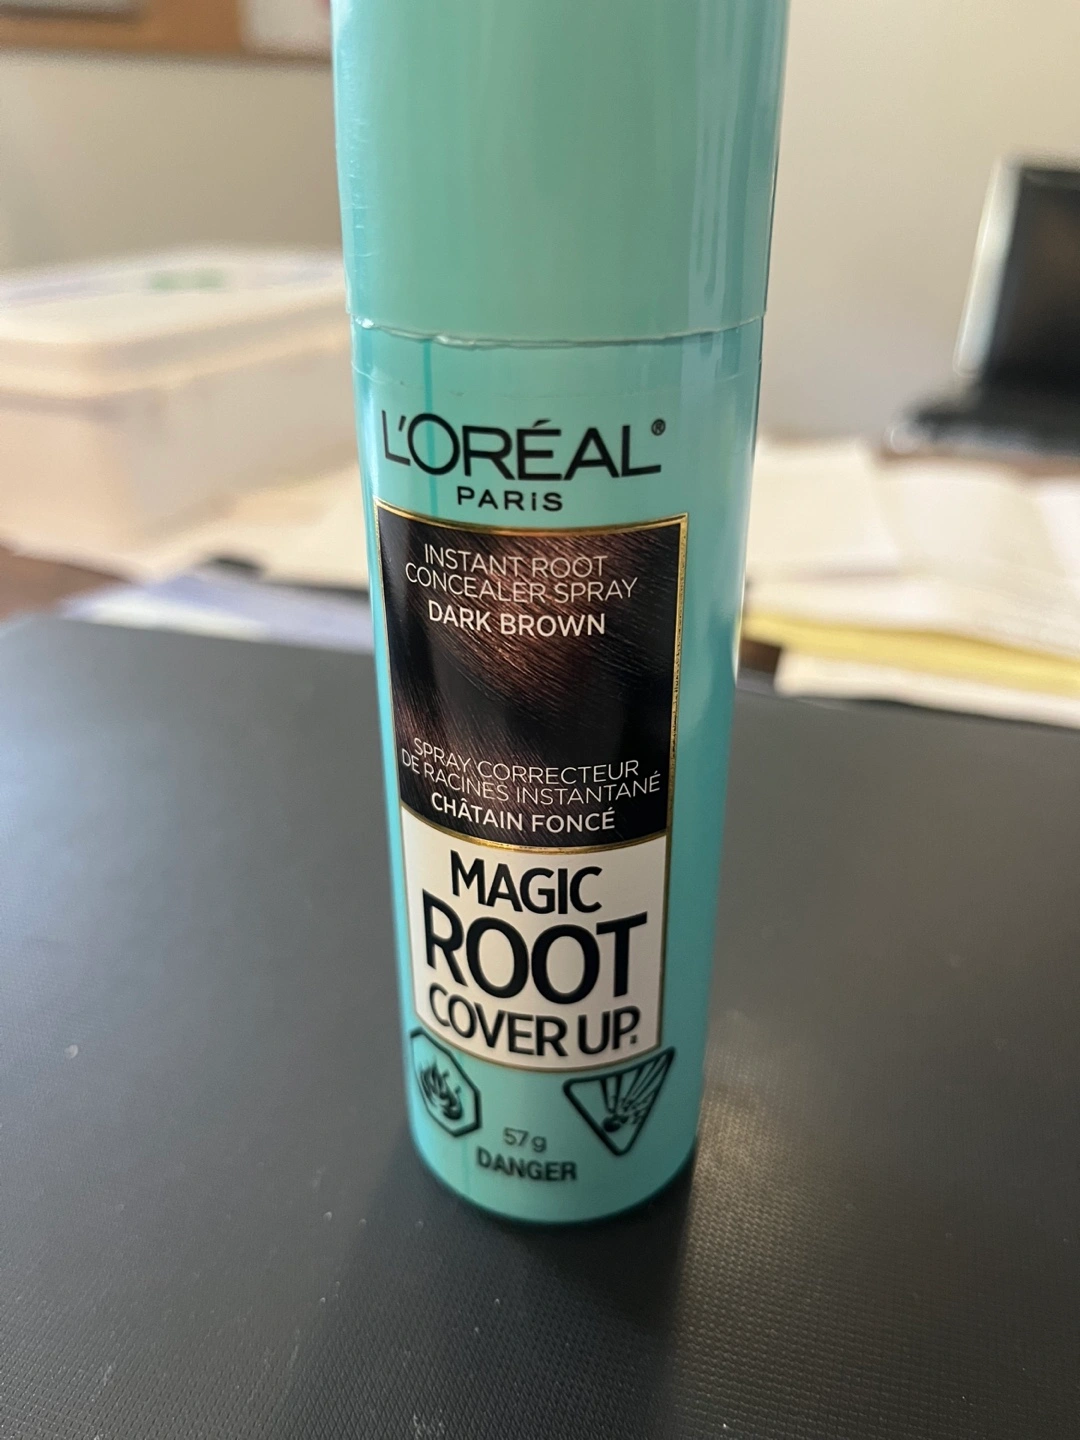 L'ORÉAL®
PARiS
INSTANT ROOT
CONCEALER SPRAY
DARK BROWN
SPRAY CORRECTEUR
DE RACINES INSTANTANÉ
CHÂTAIN FONCÉ
MAGIC
ROOT
COVER UP.
57 g
DANGER